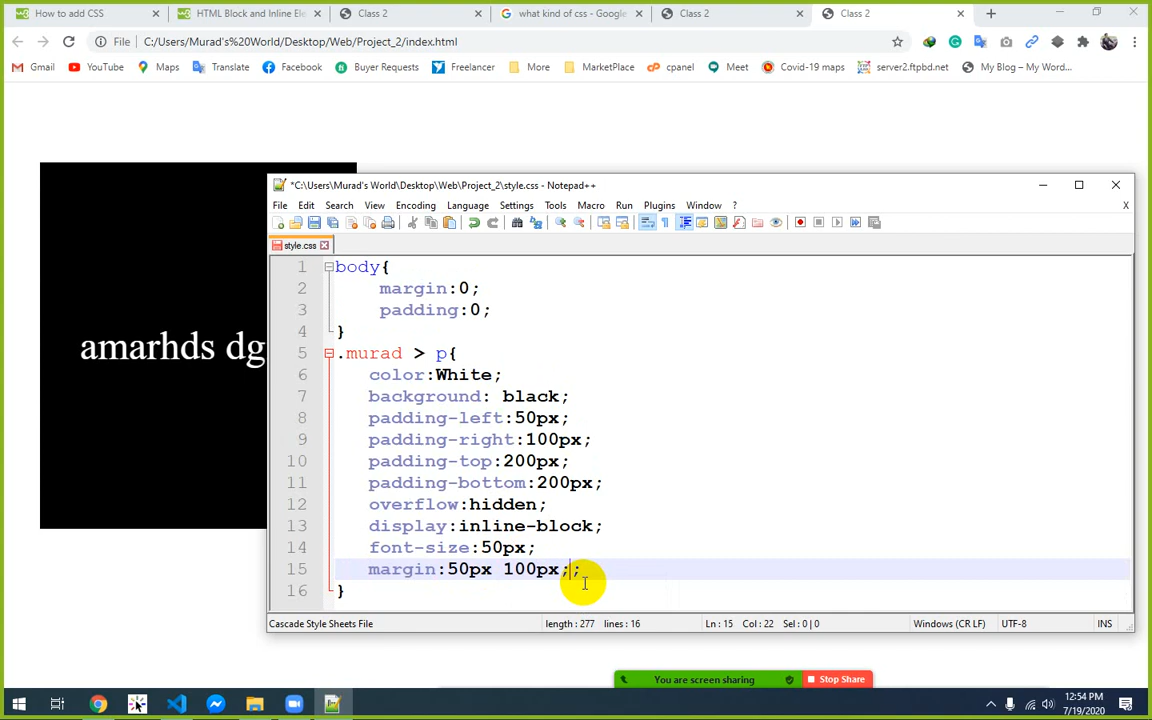 How to add CSS
HTML Block and Inline Ele
Class 2
what kind of css - Google
Class 2
Class 2
File
C:/Users/Murad's%20World/Desktop/Web/Project_2/index.html
Gmail YouTube Maps Translate Facebook Buyer Requests Freelancer More MarketPlace cpanel Meet Covid-19 maps server2.ftpbd.net My Blog – My Word...
amarhds dg
*C:\Users\Murad's World\Desktop\Web\Project_2\style.css - Notepad++
File Edit Search View Encoding Language Settings Tools Macro Run Plugins Window ? X
style.css
1 body{
2 margin:0;
3 padding:0;
4 }
5 .murad > p{
6 color:White;
7 background: black;
8 padding-left:50px;
9 padding-right:100px;
10 padding-top:200px;
11 padding-bottom:200px;
12 overflow:hidden;
13 display:inline-block;
14 font-size:50px;
15 margin:50px 100px;;
16 }
Cascade Style Sheets File length : 277 lines : 16 Ln : 15 Col : 22 Sel : 0 | 0 Windows (CR LF) UTF-8 INS
You are screen sharing Stop Share
12:54 PM
7/19/2020